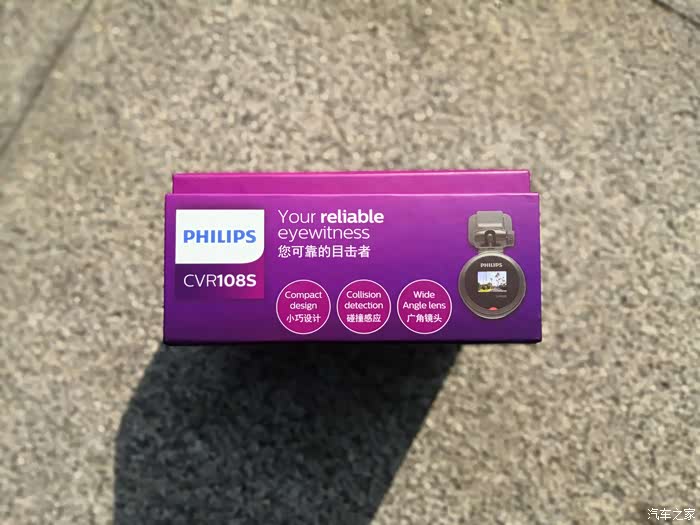 PHILIPS
CVR108S
Your reliable
eyewitness
您可靠的目击者
Compact
design
小巧设计
Collision
detection
碰撞感应
Wide
Angle lens
广角镜头
PHILIPS
汽车之家